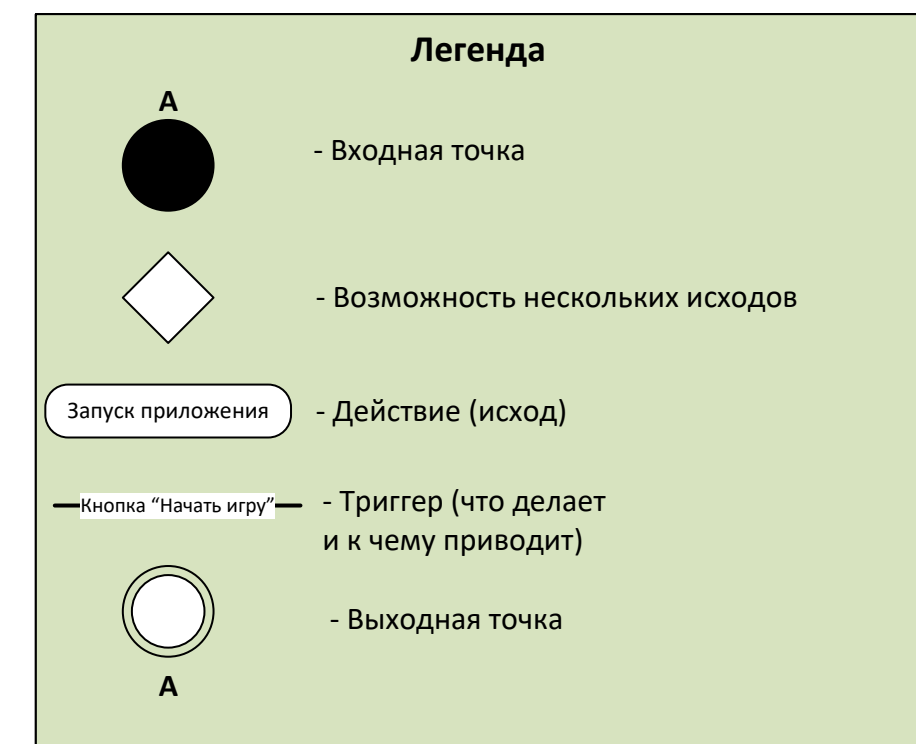 Легенда
А
- Входная точка
- Возможность нескольких исходов
Запуск приложения
- Действие (исход)
Кнопка “Начать игру”
- Триггер (что делает
и к чему приводит)
- Выходная точка
А